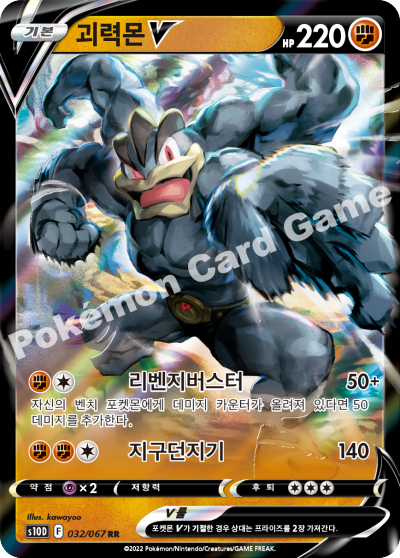 기본 괴력몬 V HP 220
Pokémon Card Game
리벤지버스터 50+
자신의 벤치 포켓몬에게 데미지 카운터가 올려져 있다면 50
데미지를 추가한다.
지구던지기 140
약점 ×2 저항력 후퇴
Illus. kawayoo
V룰
s10D F 032/067 RR
포켓몬 V가 기절한 경우 상대는 프라이즈를 2장 가져간다.
©2022 Pokémon/Nintendo/Creatures/GAME FREAK.